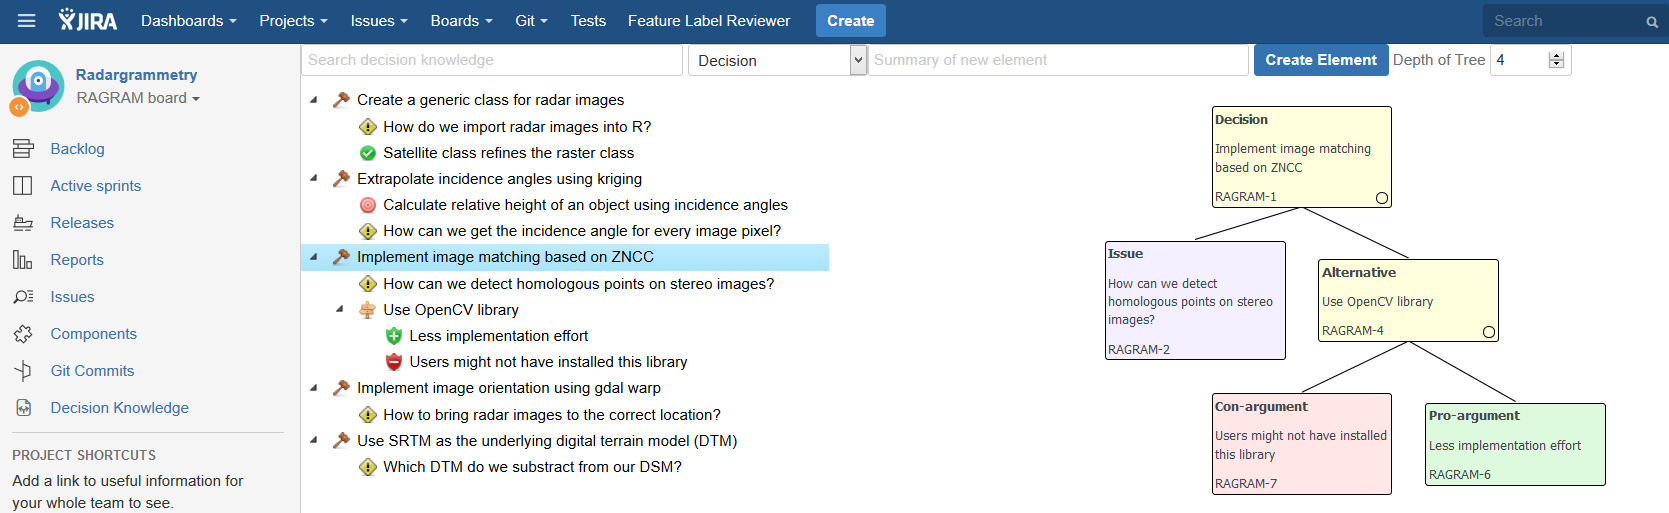 JIRA Dashboards Projects Issues Boards Git Tests Feature Label Reviewer Create Search
Radargrammetry
RAGRAM board
Backlog
Active sprints
Releases
Reports
Issues
Components
Git Commits
Decision Knowledge
PROJECT SHORTCUTS
Add a link to useful information for
your whole team to see.
Search decision knowledge Decision Summary of new element Create Element Depth of Tree 4
Create a generic class for radar images
How do we import radar images into R?
Satellite class refines the raster class
Extrapolate incidence angles using kriging
Calculate relative height of an object using incidence angles
How can we get the incidence angle for every image pixel?
Implement image matching based on ZNCC
How can we detect homologous points on stereo images?
Use OpenCV library
Less implementation effort
Users might not have installed this library
Implement image orientation using gdal warp
How to bring radar images to the correct location?
Use SRTM as the underlying digital terrain model (DTM)
Which DTM do we substract from our DSM?
Decision
Implement image matching
based on ZNCC
RAGRAM-1
Issue
How can we detect
homologous points on stereo
images?
RAGRAM-2
Alternative
Use OpenCV library
RAGRAM-4
Con-argument
Users might not have installed
this library
RAGRAM-7
Pro-argument
Less implementation effort
RAGRAM-6